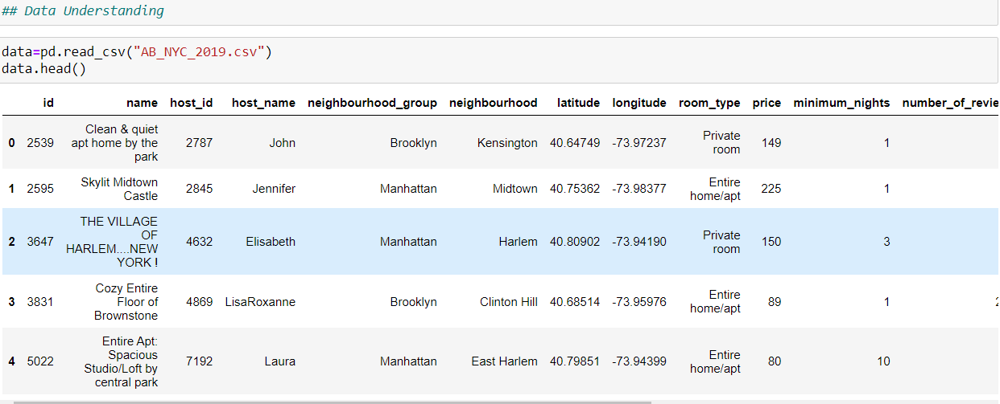 ## Data Understanding
data=pd.read_csv("AB_NYC_2019.csv")
data.head()
id name host_id host_name neighbourhood_group neighbourhood latitude longitude room_type price minimum_nights number_of_revie
0 2539 Clean & quiet apt home by the park 2787 John Brooklyn Kensington 40.64749 -73.97237 Private room 149 1
1 2595 Skylit Midtown Castle 2845 Jennifer Manhattan Midtown 40.75362 -73.98377 Entire home/apt 225 1
2 3647 THE VILLAGE OF HARLEM....NEW YORK ! 4632 Elisabeth Manhattan Harlem 40.80902 -73.94190 Private room 150 3
3 3831 Cozy Entire Floor of Brownstone 4869 LisaRoxanne Brooklyn Clinton Hill 40.68514 -73.95976 Entire home/apt 89 1
4 5022 Entire Apt: Spacious Studio/Loft by central park 7192 Laura Manhattan East Harlem 40.79851 -73.94399 Entire home/apt 80 10